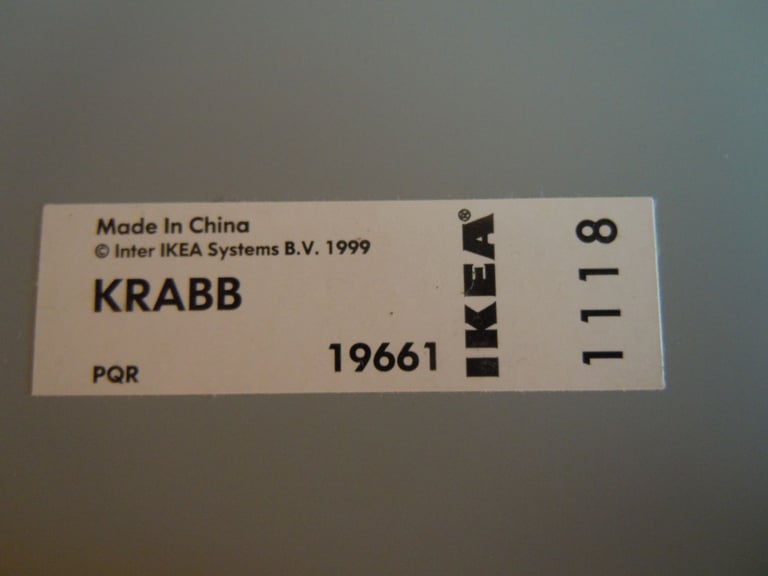 Made In China
© Inter IKEA Systems B.V. 1999
KRABB
PQR
19661
IKEA®
1118